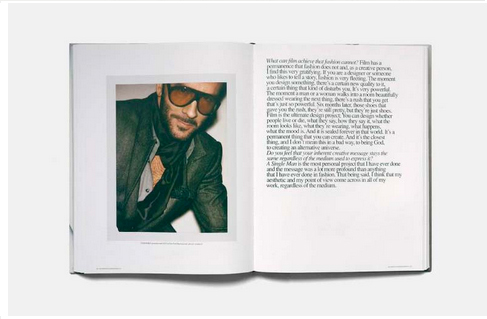 What can film achieve that fashion cannot? Film has a
permanence that fashion does not and, as a creative person,
I find this very gratifying. If you are a designer or someone
who likes to tell a story, fashion is very fleeting. The moment
you design something, there's a certain new quality to it,
a certain thing that kind of disturbs you. It's very powerful.
The moment a man or a woman walks into a room beautifully
dressed wearing the next thing, there's a rush that you get
that's just so powerful. Six months later, those shoes that
gave you the rush, they're still pretty, but they're just shoes.
Film is the ultimate design project. You can design whether
people live or die, what they say, how they say it, what the
room looks like, what they're wearing, what happens,
what the mood is. And it is sealed forever in that world. It's a
permanent thing that you can create. And it's the closest
thing, and I don't mean this in a bad way, to being God,
to creating an alternative universe.
Do you feel that your inherent creative message stays the
same regardless of the medium used to express it?
A Single Man is the most personal project that I have ever done
and the message was a lot more profound than anything
that I have ever done in fashion. That being said, I think that my
aesthetic and my point of view come across in all of my
work, regardless of the medium.